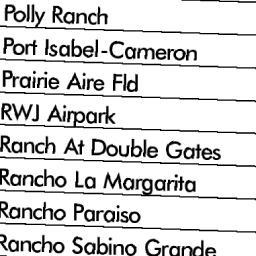 Polly Ranch
Port Isabel-Cameron
Prairie Aire Fld
RWJ Airpark
Ranch At Double Gates
Rancho La Margarita
Rancho Paraiso
Rancho Sabino Grande